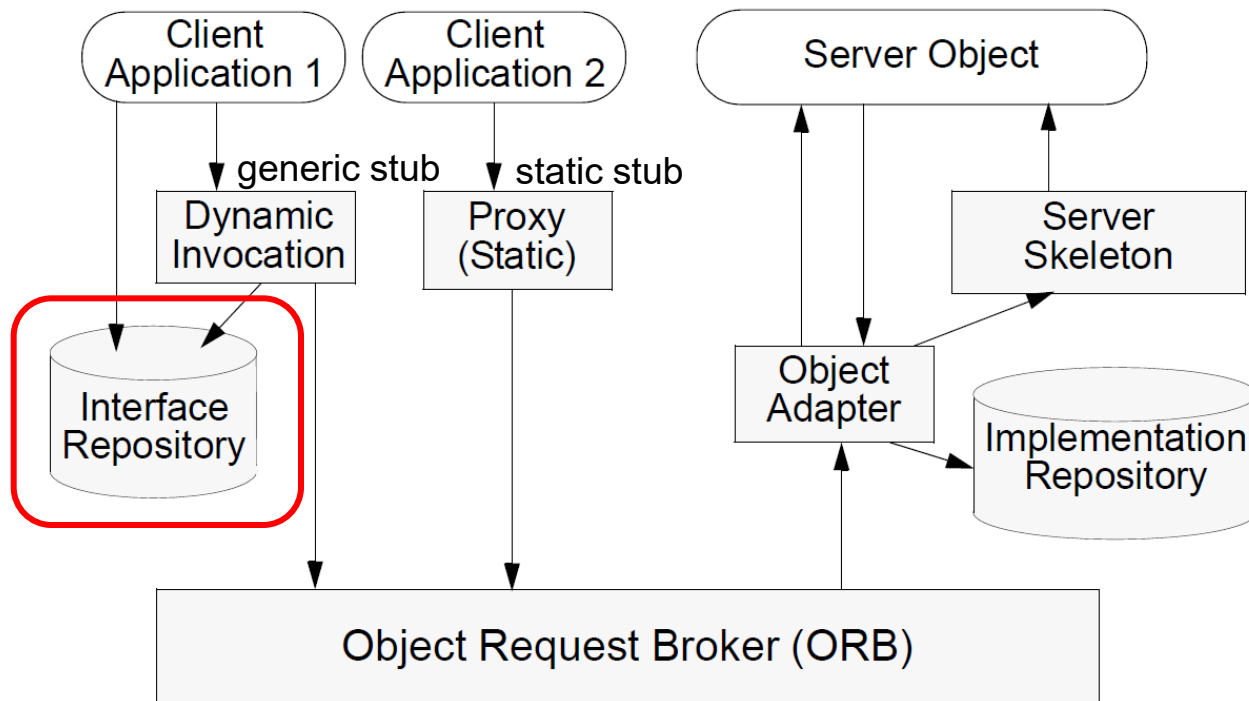 Client
Application 1
Client
Application 2
Server Object
generic stub
static stub
Dynamic
Invocation
Proxy
(Static)
Server
Skeleton
Interface
Repository
Object
Adapter
Implementation
Repository
Object Request Broker (ORB)